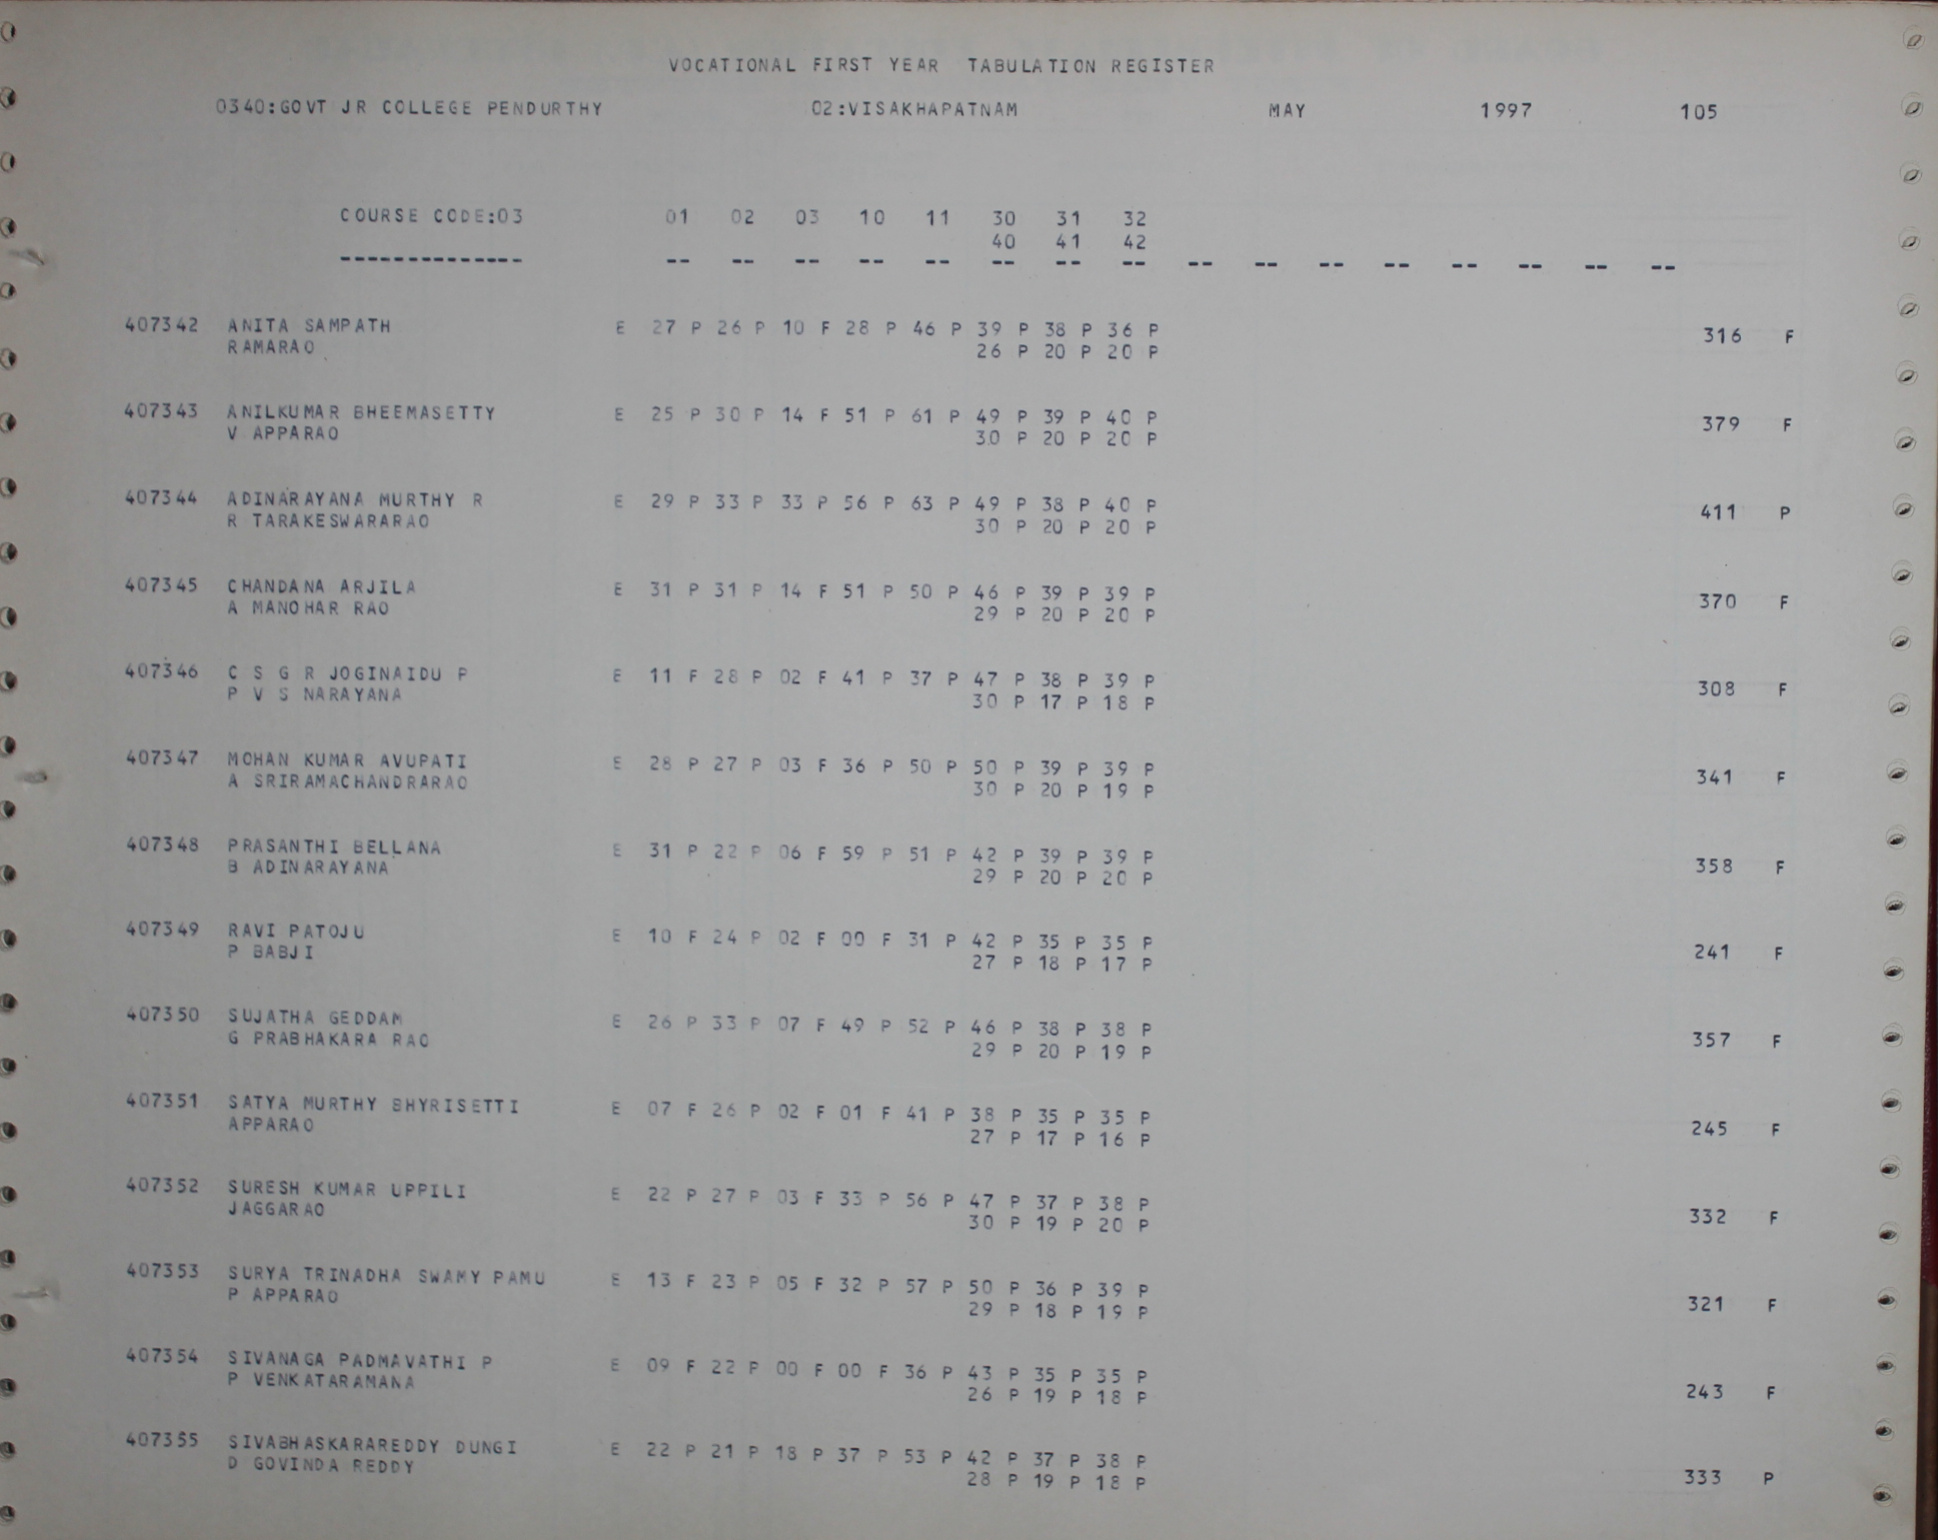 VOCATIONAL FIRST YEAR TABULATION REGISTER
0340:GOVT JR COLLEGE PENDURTHY 02:VISAKHAPATNAM MAY 1997 105
COURSE CODE:03 01 02 03 10 11 30 31 32
40 41 42
-------------- -- -- -- -- -- -- -- -- -- -- -- -- -- -- -- --
407342 ANITA SAMPATH E 27 P 26 P 10 F 28 P 46 P 39 P 38 P 36 P 316 F
RAMARAO 26 P 20 P 20 P
407343 ANILKUMAR BHEEMASETTY E 25 P 30 P 14 F 51 P 61 P 49 P 39 P 40 P 379 F
V APPARAO 30 P 20 P 20 P
407344 ADINARAYANA MURTHY R E 29 P 33 P 33 P 56 P 63 P 49 P 38 P 40 P 411 P
R TARAKESWARARAO 30 P 20 P 20 P
407345 CHANDANA ARJILA E 31 P 31 P 14 F 51 P 50 P 46 P 39 P 39 P 370 F
A MANOHAR RAO 29 P 20 P 20 P
407346 C S G R JOGINAIDU P E 11 F 28 P 02 F 41 P 37 P 47 P 38 P 39 P 308 F
P V S NARAYANA 30 P 17 P 18 P
407347 MOHAN KUMAR AVUPATI E 28 P 27 P 03 F 36 P 50 P 50 P 39 P 39 P 341 F
A SRIRAMACHANDRARAO 30 P 20 P 19 P
407348 PRASANTHI BELLANA E 31 P 22 P 06 F 59 P 51 P 42 P 39 P 39 P 358 F
B ADINARAYANA 29 P 20 P 20 P
407349 RAVI PATOJU E 10 F 24 P 02 F 00 F 31 P 42 P 35 P 35 P 241 F
P BABJI 27 P 18 P 17 P
407350 SUJATHA GEDDAM E 26 P 33 P 07 F 49 P 52 P 46 P 38 P 38 P 357 F
G PRABHAKARA RAO 29 P 20 P 19 P
407351 SATYA MURTHY BHYRISETTI E 07 F 26 P 02 F 01 F 41 P 38 P 35 P 35 P 245 F
APPARAO 27 P 17 P 16 P
407352 SURESH KUMAR UPPILI E 22 P 27 P 03 F 33 P 56 P 47 P 37 P 38 P 332 F
JAGGARAO 30 P 19 P 20 P
407353 SURYA TRINADHA SWAMY PAMU E 13 F 23 P 05 F 32 P 57 P 50 P 36 P 39 P 321 F
P APPARAO 29 P 18 P 19 P
407354 SIVANAGA PADMAVATHI P E 09 F 22 P 00 F 00 F 36 P 43 P 35 P 35 P 243 F
P VENKATARAMANA 26 P 19 P 18 P
407355 SIVABHASKARAREDDY DUNGI E 22 P 21 P 18 P 37 P 53 P 42 P 37 P 38 P 333 P
D GOVINDA REDDY 28 P 19 P 18 P